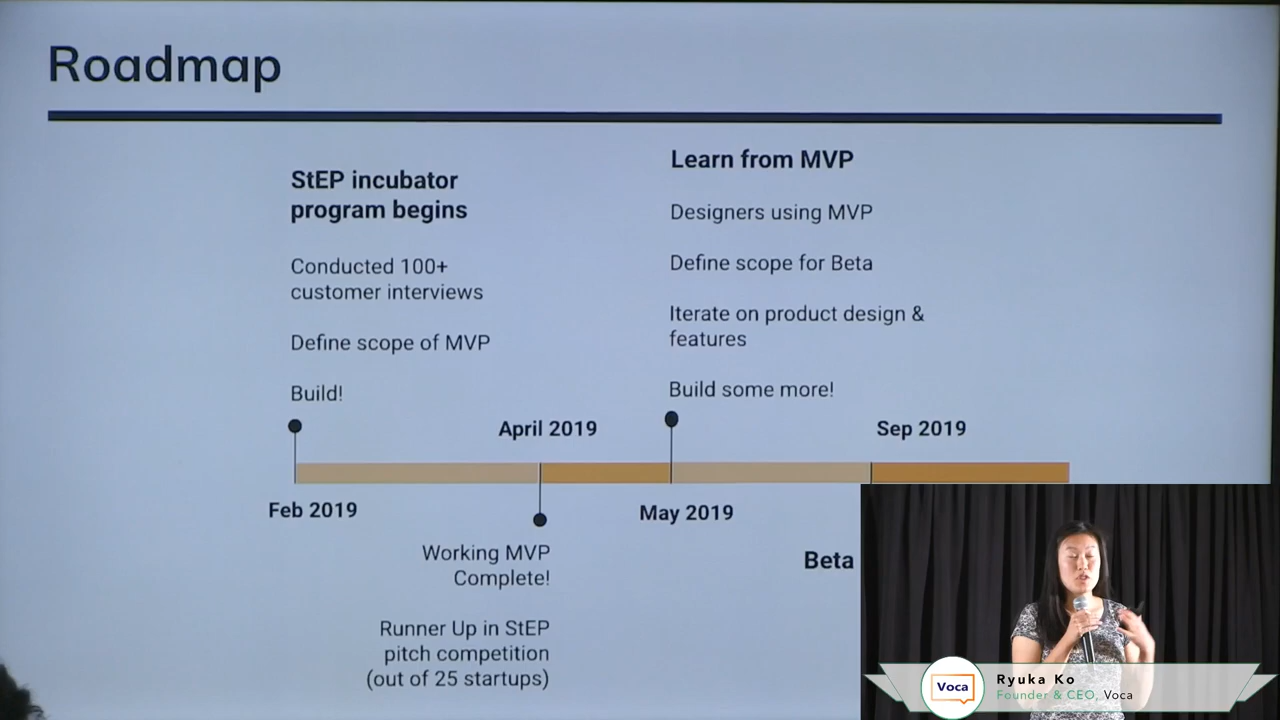 Roadmap
StEP incubator
program begins
Conducted 100+
customer interviews
Define scope of MVP
Build!
Learn from MVP
Designers using MVP
Define scope for Beta
Iterate on product design &
features
Build some more!
April 2019
Sep 2019
Feb 2019
May 2019
Working MVP
Complete!
Runner Up in StEP
pitch competition
(out of 25 startups)
Beta
Voca
Ryuka Ko
Founder & CEO, Voca